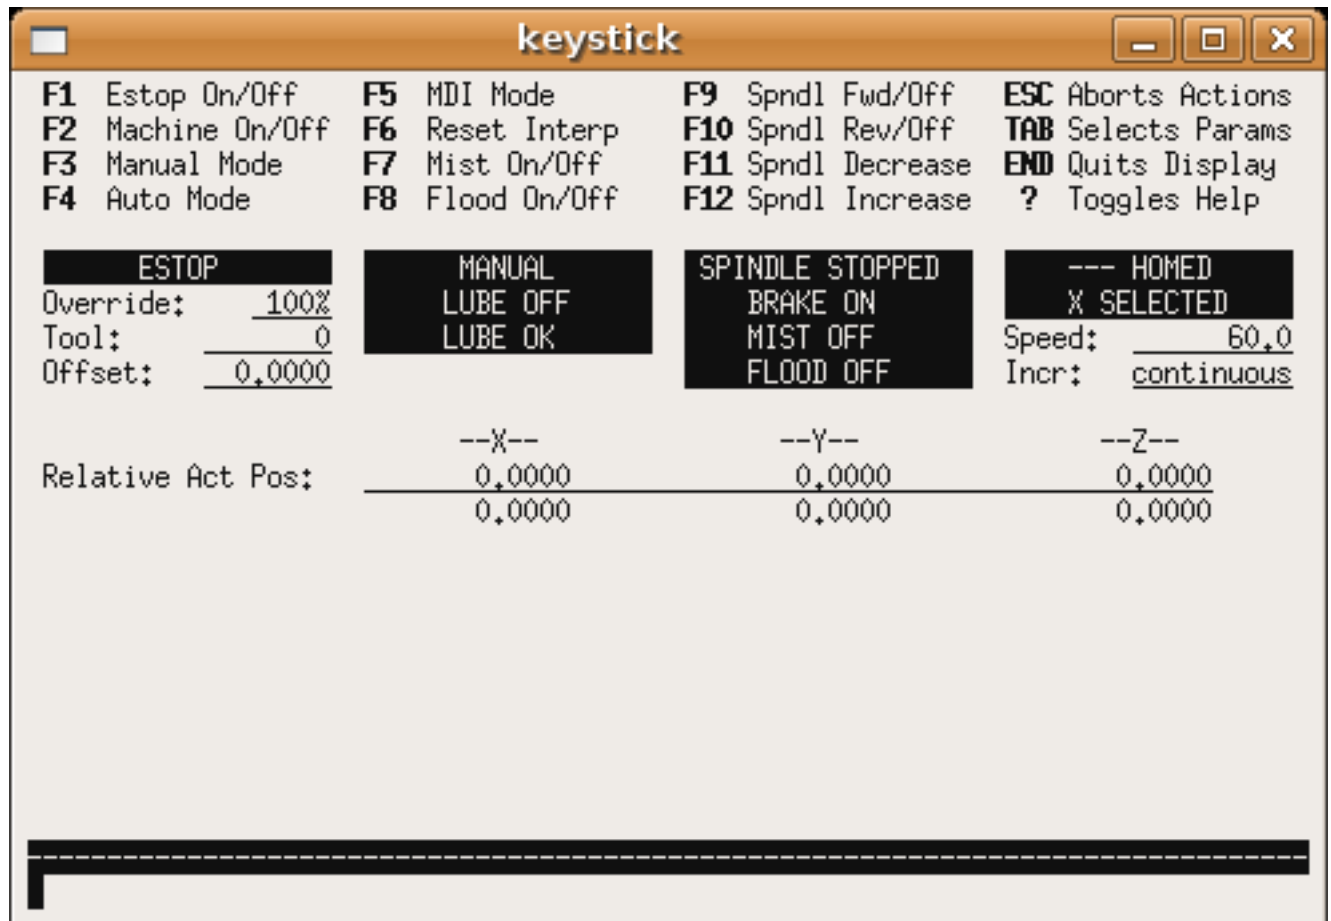 keystick
F1 Estop On/Off F5 MDI Mode F9 Spndl Fwd/Off ESC Aborts Actions
F2 Machine On/Off F6 Reset Interp F10 Spndl Rev/Off TAB Selects Params
F3 Manual Mode F7 Mist On/Off F11 Spndl Decrease END Quits Display
F4 Auto Mode F8 Flood On/Off F12 Spndl Increase ? Toggles Help
ESTOP MANUAL SPINDLE STOPPED --- HOMED
Override: 100% LUBE OFF BRAKE ON X SELECTED
Tool: 0 LUBE OK MIST OFF Speed: 60.0
Offset: 0.0000 FLOOD OFF Incr: continuous
--X-- --Y-- --Z--
Relative Act Pos: 0.0000 0.0000 0.0000
0.0000 0.0000 0.0000
--------------------------------------------------------------------------------